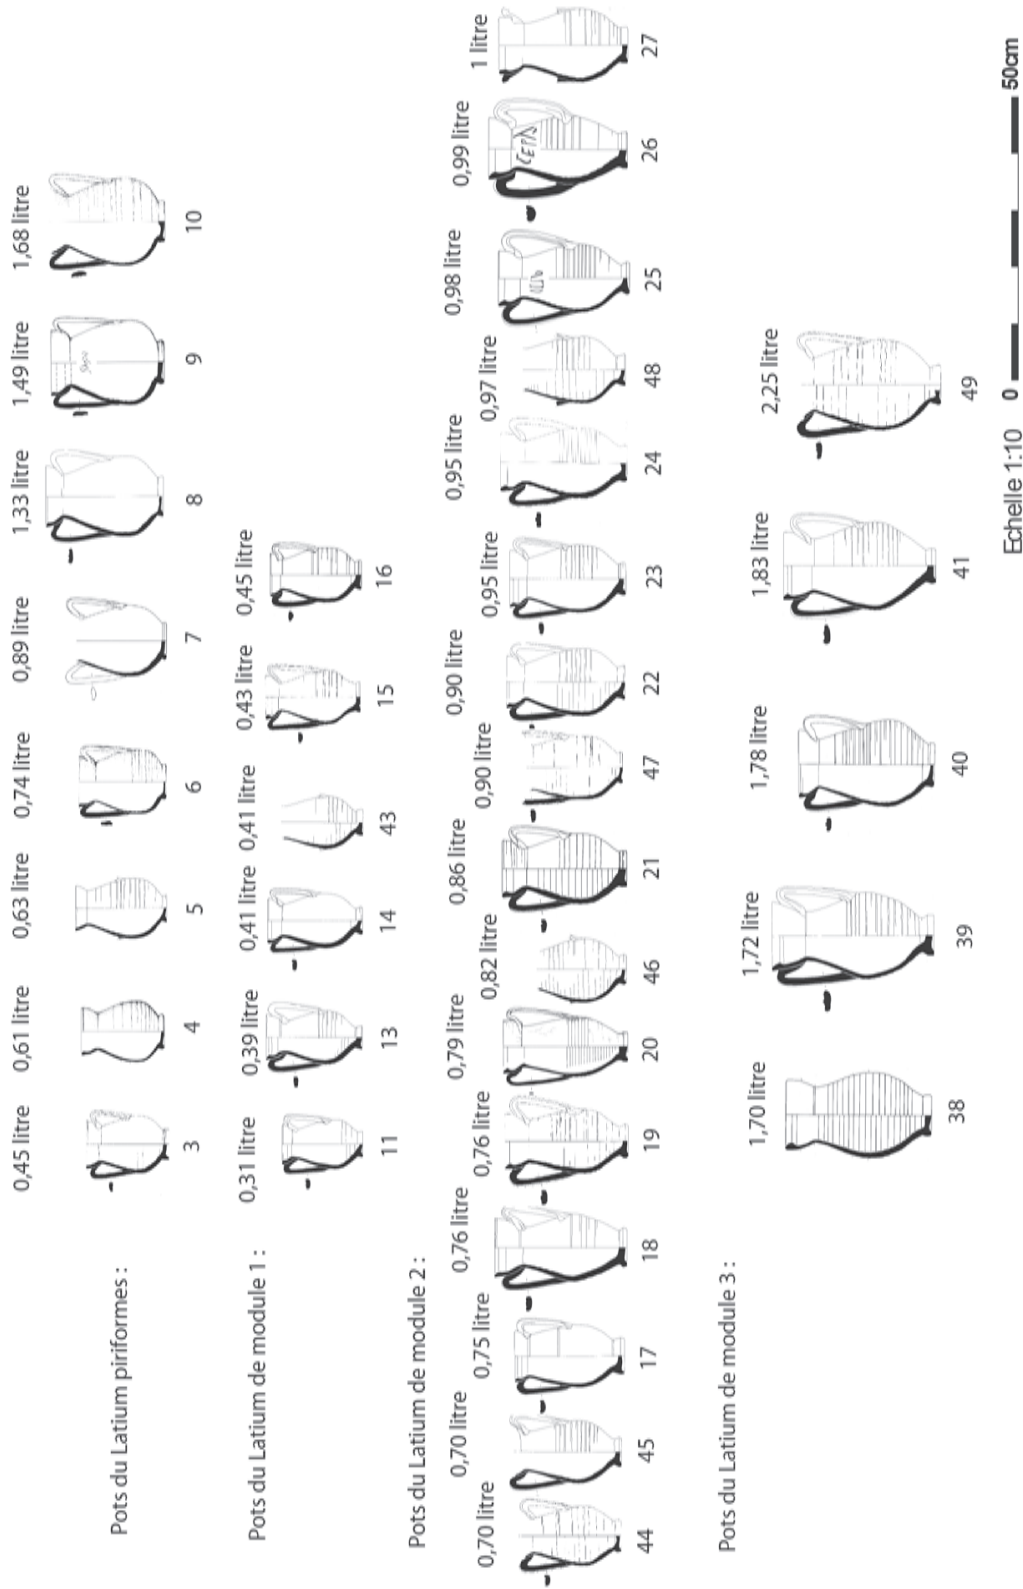 Pots du Latium piriformes :
0,45 litre 0,61 litre 0,63 litre 0,74 litre 0,89 litre 1,33 litre 1,49 litre 1,68 litre
3 4 5 6 7 8 9 10
Pots du Latium de module 1 :
0,31 litre 0,39 litre 0,41 litre 0,41 litre 0,43 litre 0,45 litre
11 13 14 43 15 16
Pots du Latium de module 2 :
0,70 litre 0,70 litre 0,75 litre 0,76 litre 0,76 litre 0,79 litre 0,82 litre 0,86 litre 0,90 litre 0,90 litre 0,95 litre 0,95 litre 0,97 litre 0,98 litre 0,99 litre 1 litre
44 45 17 18 19 20 46 21 47 22 23 24 48 25 26 27
Pots du Latium de module 3 :
1,70 litre 1,72 litre 1,78 litre 1,83 litre 2,25 litre
38 39 40 41 49
Echelle 1:10 0 50cm